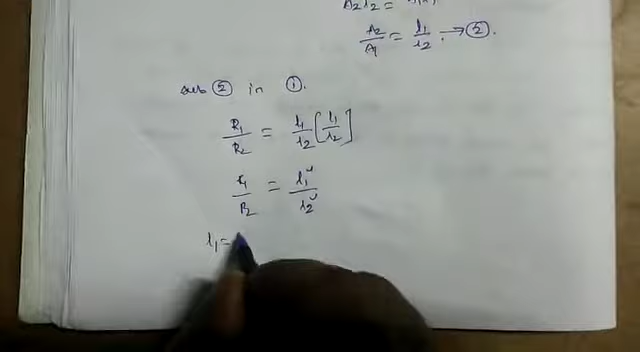 A₂l₂ =
A₂/A₁ = l₁/l₂ → ②.
sub ② in ①.
R₁/R₂ = l₁/l₂ [l₁/l₂]
R₁/R₂ = l₁²/l₂²
l₁ =